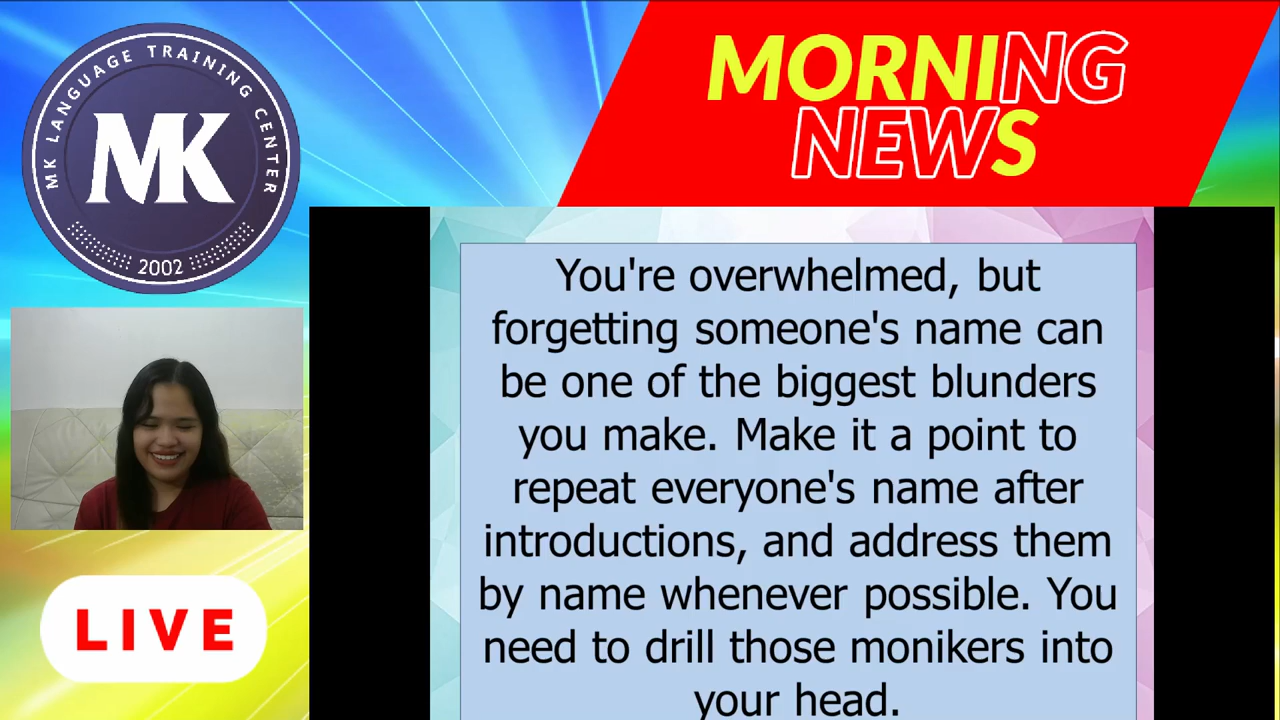 MK LANGUAGE TRAINING CENTER
MK
2002
MORNING
NEWS
You're overwhelmed, but
forgetting someone's name can
be one of the biggest blunders
you make. Make it a point to
repeat everyone's name after
introductions, and address them
by name whenever possible. You
need to drill those monikers into
your head.
LIVE